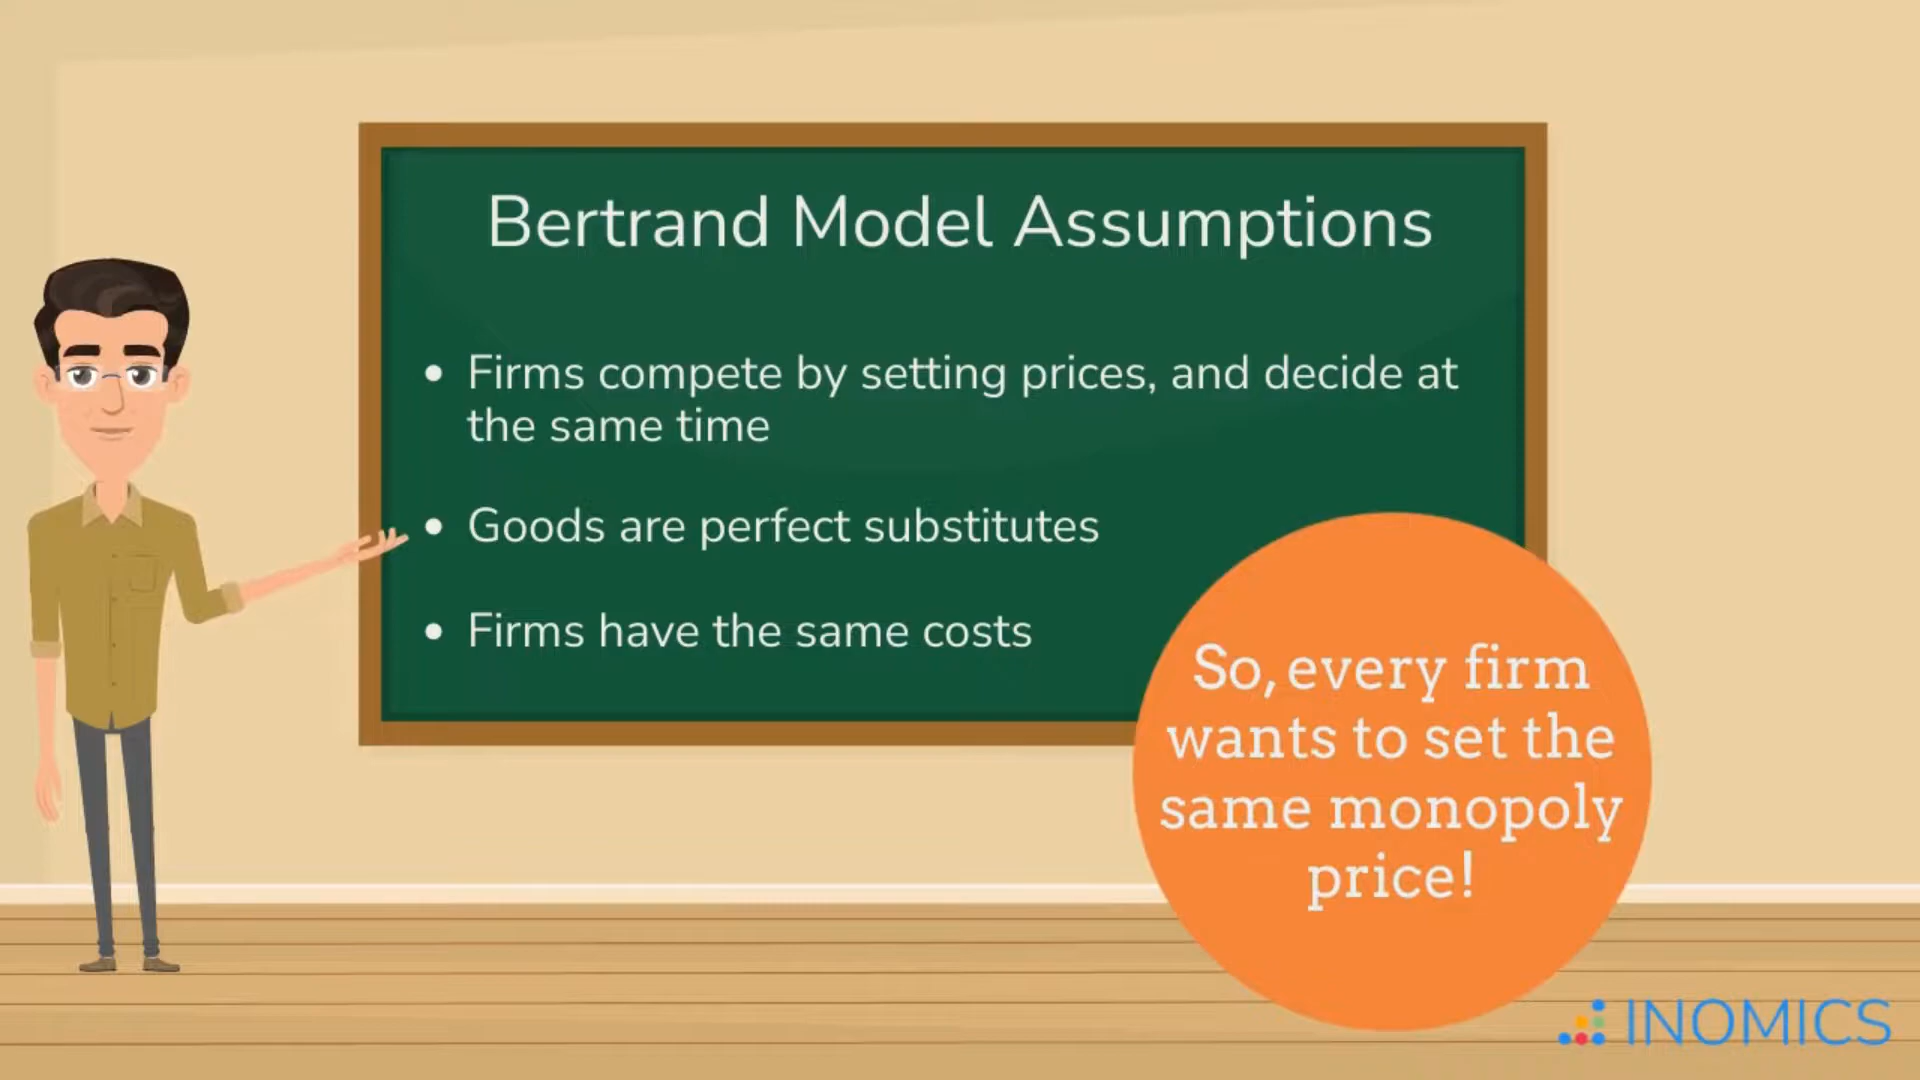 Bertrand Model Assumptions
• Firms compete by setting prices, and decide at
the same time
• Goods are perfect substitutes
• Firms have the same costs
So, every firm
wants to set the
same monopoly
price!
INOMICS